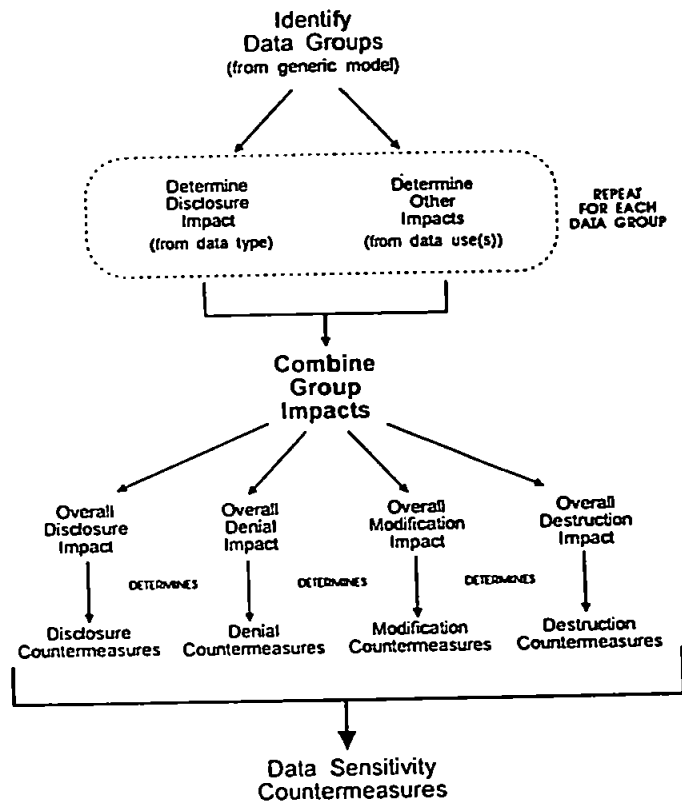 Identify
Data Groups
(from generic model)
Determine
Disclosure
Impact
(from data type)
Determine
Other
Impacts
(from data use(s))
REPEAT
FOR EACH
DATA GROUP
Combine
Group
Impacts
Overall
Disclosure
Impact
Overall
Denial
Impact
Overall
Modification
Impact
Overall
Destruction
Impact
DETERMINES
DETERMINES
DETERMINES
Disclosure
Countermeasures
Denial
Countermeasures
Modification
Countermeasures
Destruction
Countermeasures
Data Sensitivity
Countermeasures